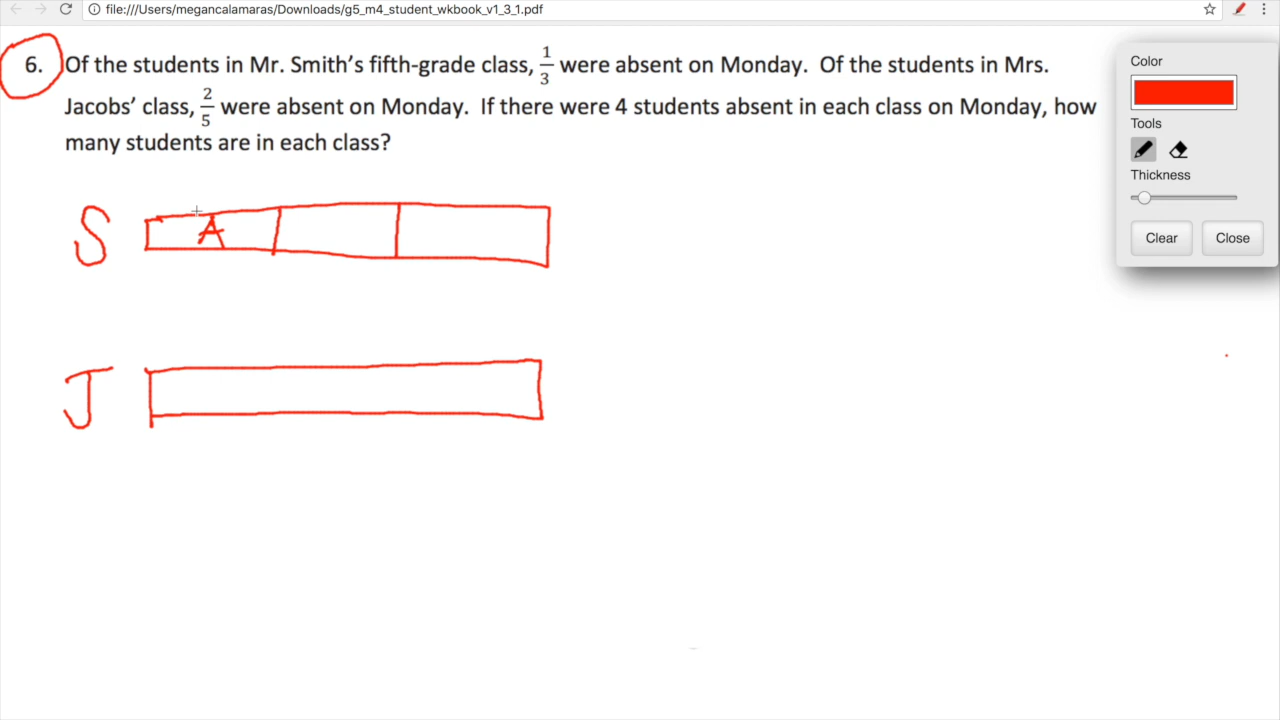 file:///Users/megancalamaras/Downloads/g5_m4_student_wkbook_v1_3_1.pdf
6. Of the students in Mr. Smith's fifth-grade class, 1/3 were absent on Monday. Of the students in Mrs.
Jacobs' class, 2/5 were absent on Monday. If there were 4 students absent in each class on Monday, how
many students are in each class?
Color
Tools
Thickness
Clear Close
S A
J